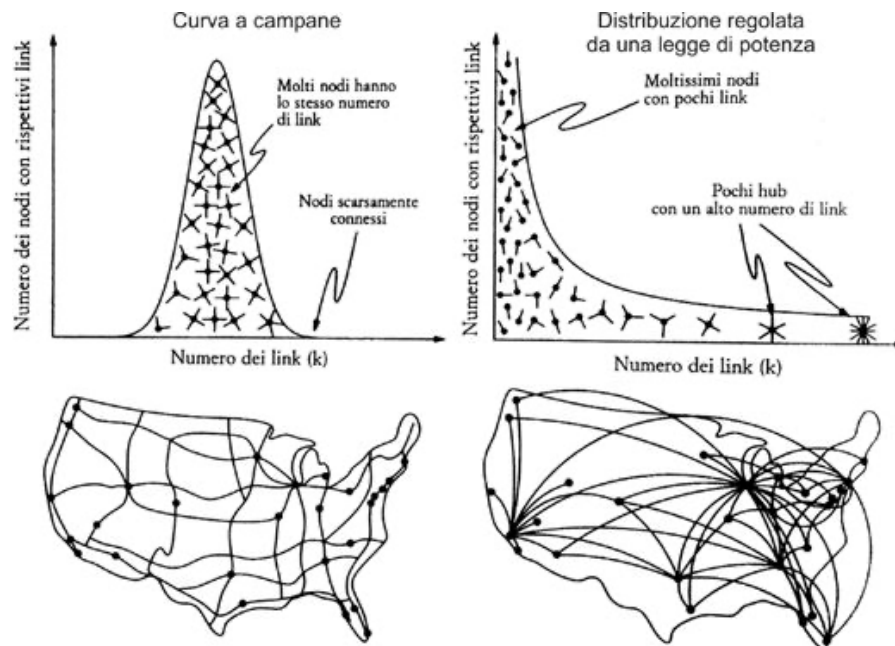 Curva a campane
Numero dei nodi con rispettivi link
Molti nodi hanno
lo stesso numero
di link
Nodi scarsamente
connessi
Numero dei link (k)
Distribuzione regolata
da una legge di potenza
Numero dei nodi con rispettivi link
Moltissimi nodi
con pochi link
Pochi hub
con un alto numero di link
Numero dei link (k)